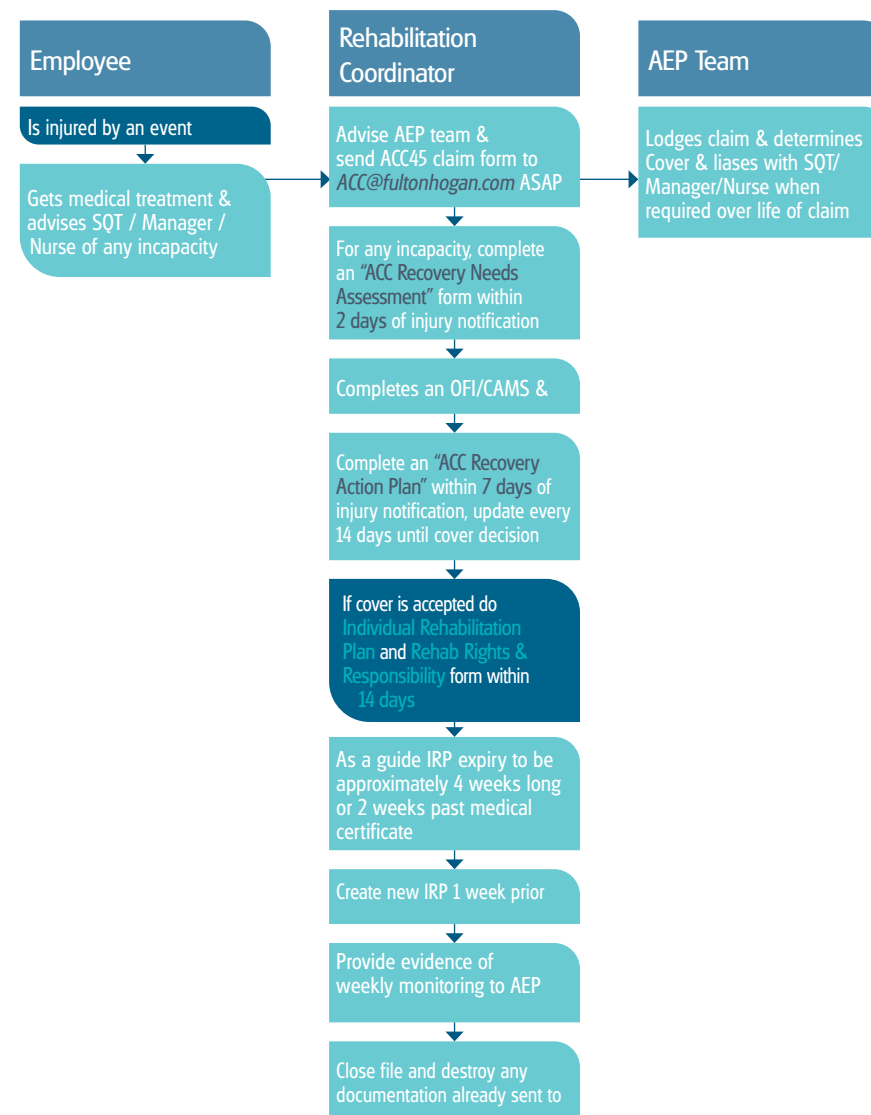 Employee
Is injured by an event
Gets medical treatment &
advises SQT / Manager /
Nurse of any incapacity
Rehabilitation
Coordinator
Advise AEP team &
send ACC45 claim form to
ACC@fultonhogan.com ASAP
For any incapacity, complete
an “ACC Recovery Needs
Assessment” form within
2 days of injury notification
Completes an OFI/CAMS &
Complete an “ACC Recovery
Action Plan” within 7 days of
injury notification, update every
14 days until cover decision
If cover is accepted do
Individual Rehabilitation
Plan and Rehab Rights &
Responsibility form within
14 days
As a guide IRP expiry to be
approximately 4 weeks long
or 2 weeks past medical
certificate
Create new IRP 1 week prior
Provide evidence of
weekly monitoring to AEP
Close file and destroy any
documentation already sent to
AEP Team
Lodges claim & determines
Cover & liases with SQT/
Manager/Nurse when
required over life of claim